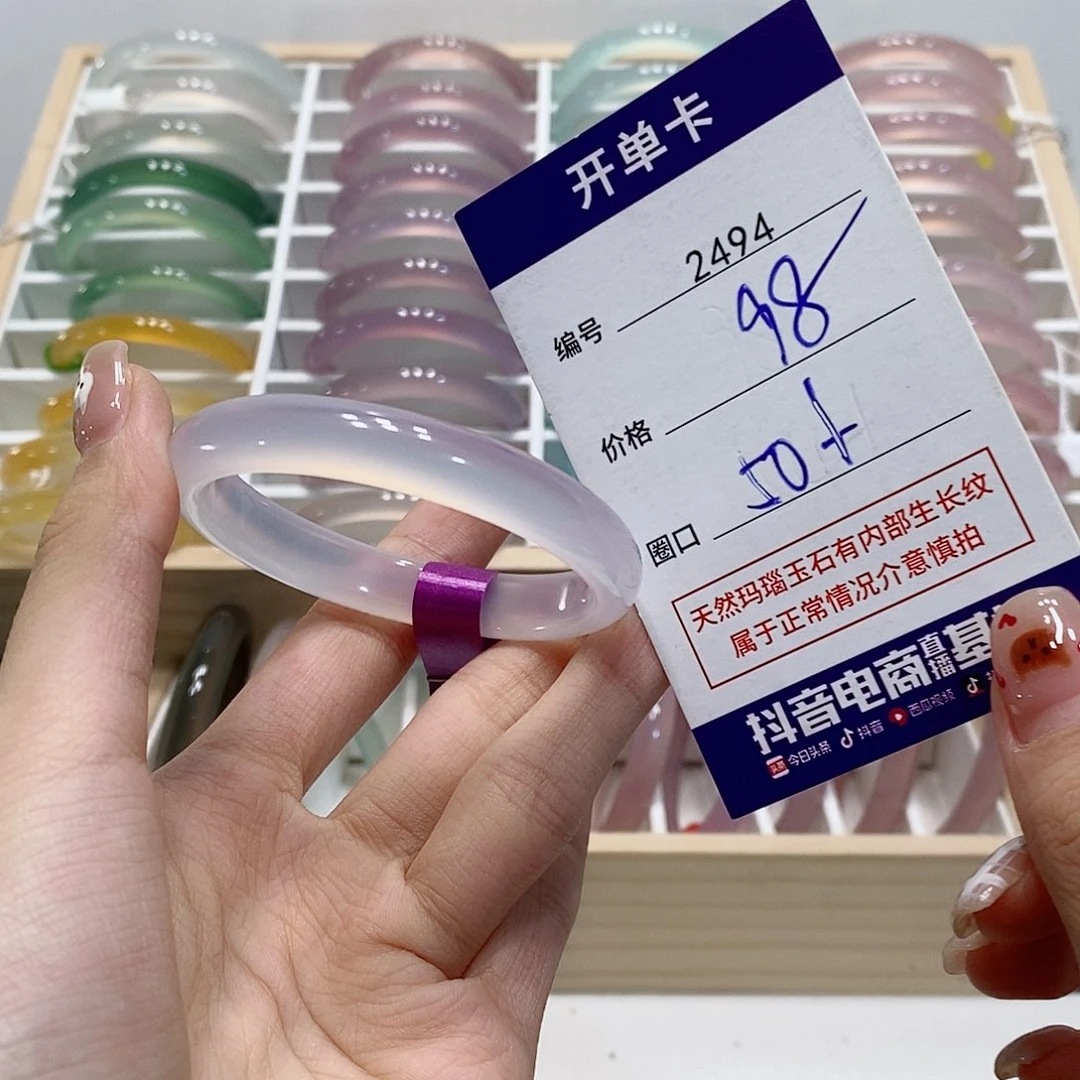 开单卡
编号 2494
价格 98
圈口 50+
天然玛瑙玉石有内部生长纹
属于正常情况介意慎拍
抖音电商直播基
今日头条 抖音 西瓜视频